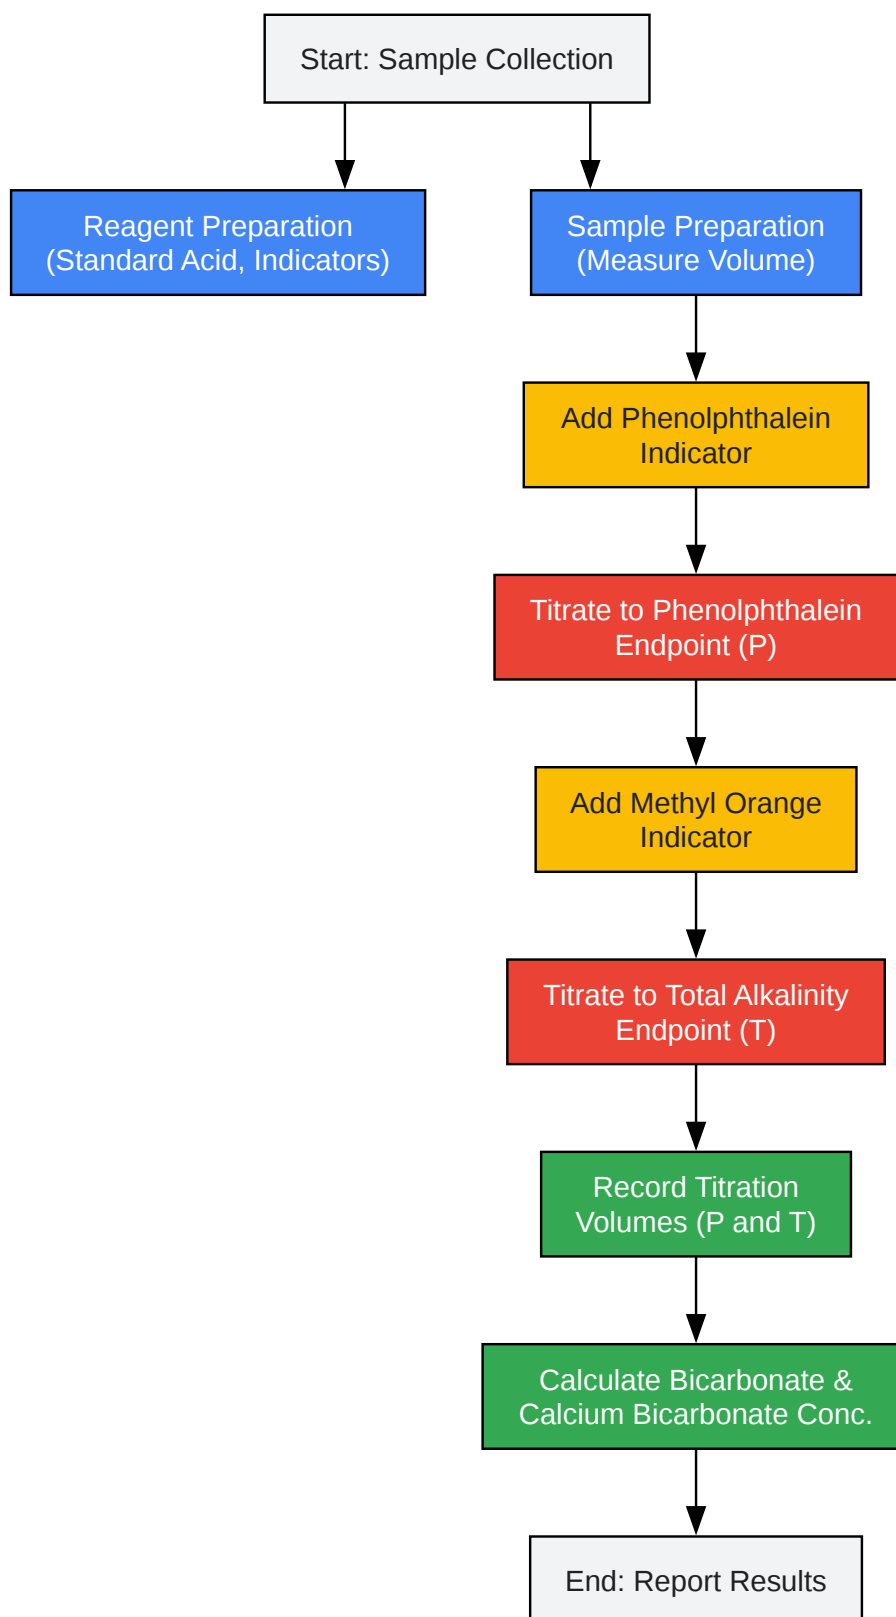 Start: Sample Collection
Reagent Preparation
(Standard Acid, Indicators)
Sample Preparation
(Measure Volume)
Add Phenolphthalein
Indicator
Titrate to Phenolphthalein
Endpoint (P)
Add Methyl Orange
Indicator
Titrate to Total Alkalinity
Endpoint (T)
Record Titration
Volumes (P and T)
Calculate Bicarbonate &
Calcium Bicarbonate Conc.
End: Report Results